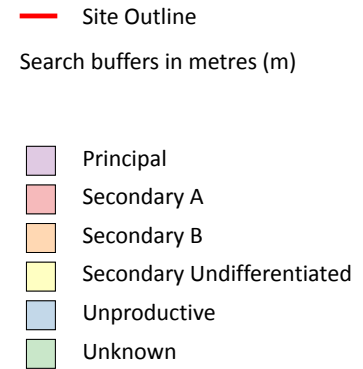 Site Outline
Search buffers in metres (m)
Principal
Secondary A
Secondary B
Secondary Undifferentiated
Unproductive
Unknown